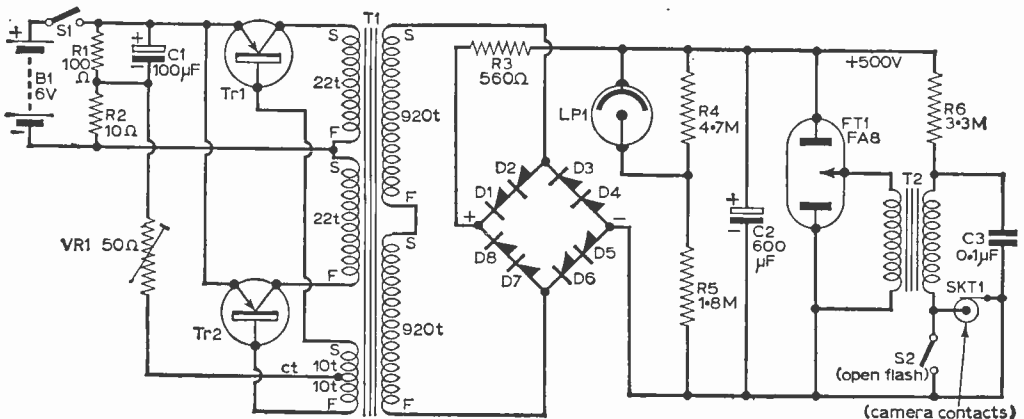 +
S1
B1
6V
R1
100
Ω
+
−
C1
100μF
R2
10Ω
VR1 50Ω
Tr1
Tr2
T1
S
22t
F
S
22t
F
S
10t
ct
10t
F
S
920t
F
S
920t
F
R3
560Ω
D1
D2
D3
D4
D5
D6
D7
D8
+
−
LP1
R4
4·7M
R5
1·8M
+
−
C2
600
μF
+500V
FT1
FA8
T2
R6
3·3M
C3
0.1μF
SKT1
S2
(open flash)
(camera contacts)